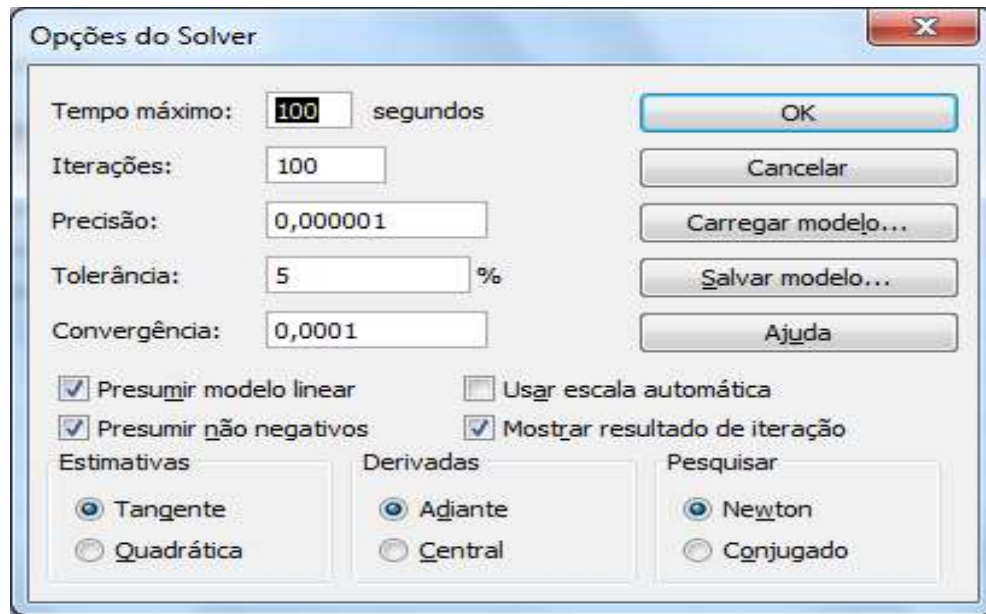 Opções do Solver
Tempo máximo: 100 segundos OK
Iterações: 100 Cancelar
Precisão: 0,000001 Carregar modelo...
Tolerância: 5 % Salvar modelo...
Convergência: 0,0001 Ajuda
Presumir modelo linear Usar escala automática
Presumir não negativos Mostrar resultado de iteração
Estimativas Derivadas Pesquisar
Tangente Adiante Newton
Quadrática Central Conjugado